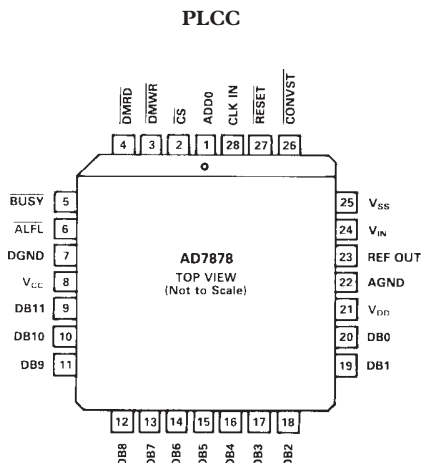 PLCC
DMRD
DMWR
CS
ADD0
CLK IN
RESET
CONVST
4 3 2 1 28 27 26
BUSY 5
ALFL 6
DGND 7
VCC 8
DB11 9
DB10 10
DB9 11
AD7878
TOP VIEW
(Not to Scale)
25 VSS
24 VIN
23 REF OUT
22 AGND
21 VDD
20 DB0
19 DB1
12 13 14 15 16 17 18
DB8
DB7
DB6
DB5
DB4
DB3
DB2